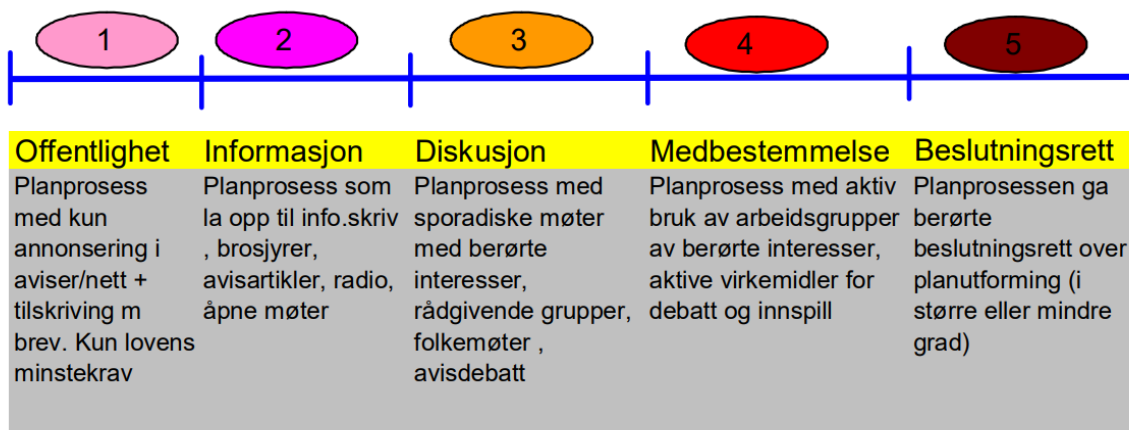 1
2
3
4
5
Offentlighet
Planprosess
med kun
annonsering i
aviser/nett +
tilskriving m
brev. Kun lovens
minstekrav
Informasjon
Planprosess som
la opp til info.skriv
, brosjyrer,
avisartikler, radio,
åpne møter
Diskusjon
Planprosess med
sporadiske møter
med berørte
interesser,
rådgivende grupper,
folkemøter ,
avisdebatt
Medbestemmelse
Planprosess med aktiv
bruk av arbeidsgrupper
av berørte interesser,
aktive virkemidler for
debatt og innspill
Beslutningsrett
Planprosessen ga
berørte
beslutningsrett over
planutforming (i
større eller mindre
grad)